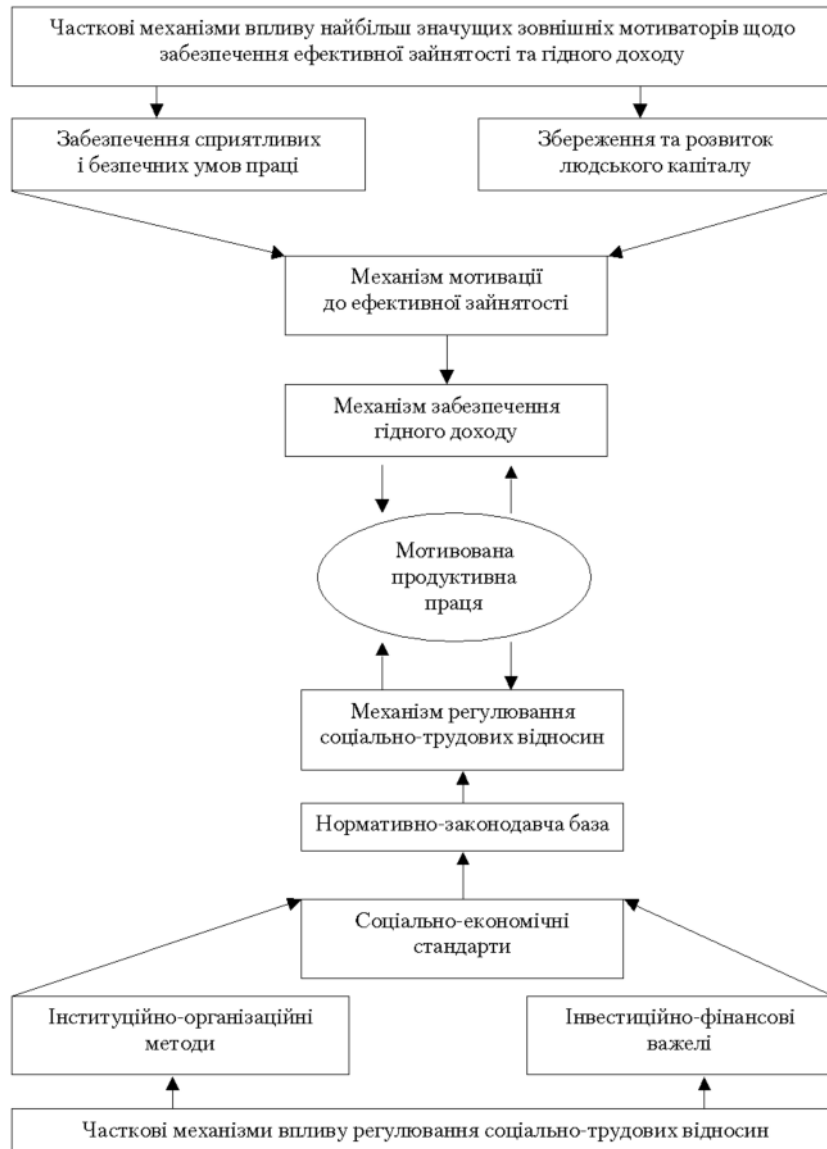 Часткові механізми впливу найбільш значущих зовнішніх мотиваторів щодо
забезпечення ефективної зайнятості та гідного доходу
Забезпечення сприятливих
і безпечних умов праці
Збереження та розвиток
людського капіталу
Механізм мотивації
до ефективної зайнятості
Механізм забезпечення
гідного доходу
Мотивована
продуктивна
праця
Механізм регулювання
соціально-трудових відносин
Нормативно-законодавча база
Соціально-економічні
стандарти
Інституційно-організаційні
методи
Інвестиційно-фінансові
важелі
Часткові механізми впливу регулювання соціально-трудових відносин